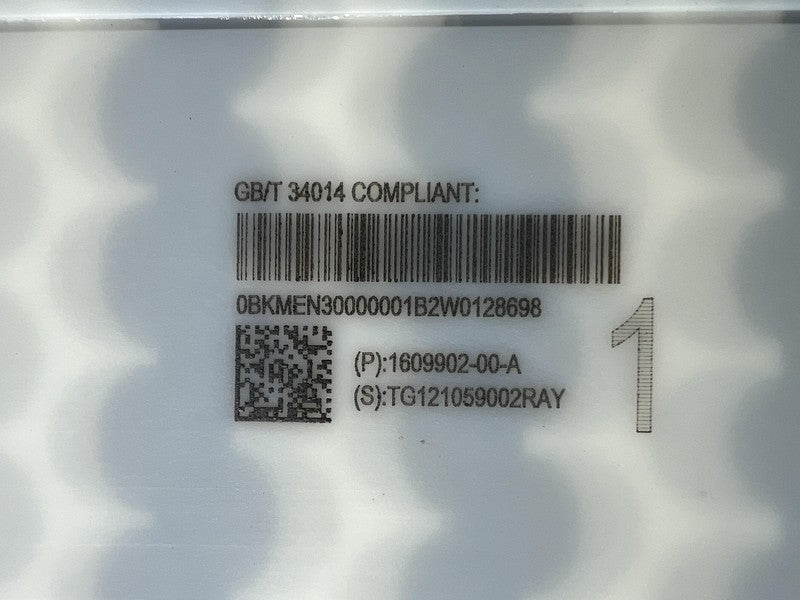 GB/T 34014 COMPLIANT:
0BKMEN30000001B2W0128698
(P):1609902-00-A
(S):TG121059002RAY
1